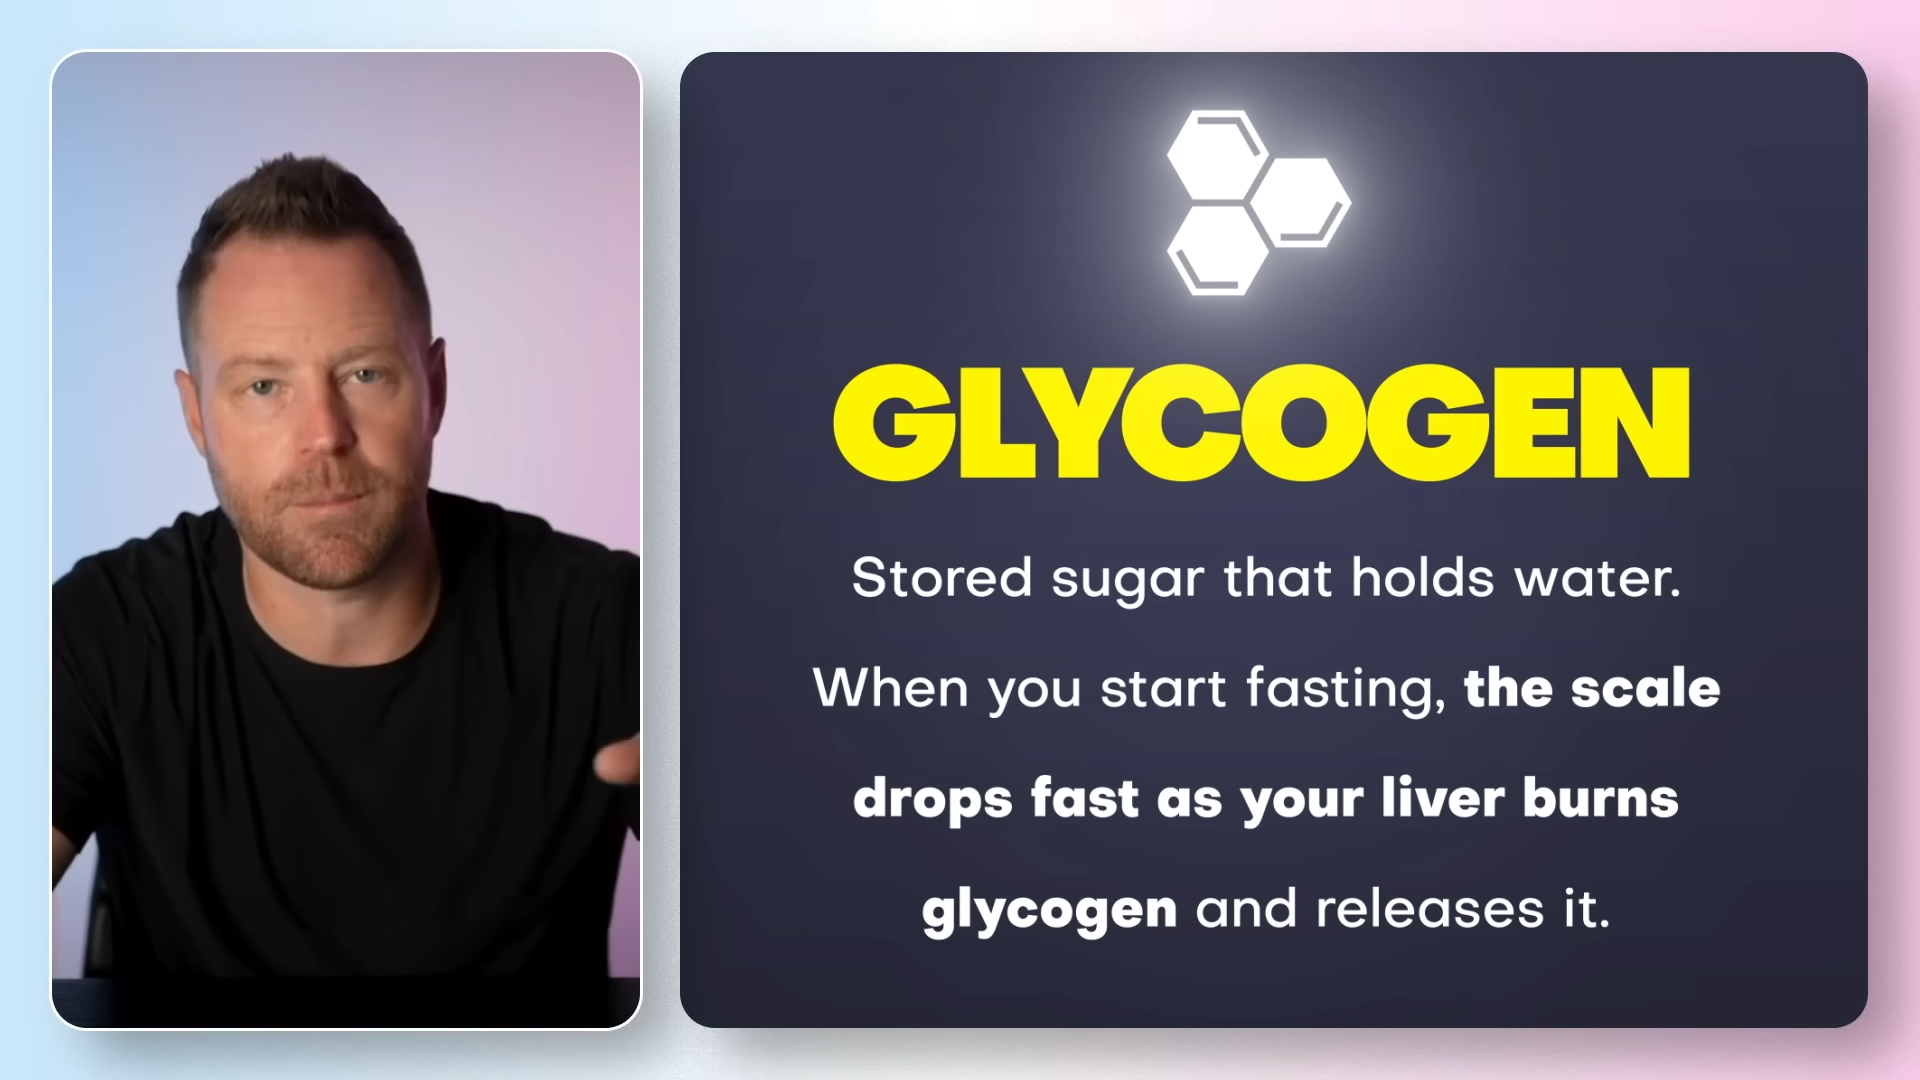 GLYCOGEN
Stored sugar that holds water.
When you start fasting, the scale
drops fast as your liver burns
glycogen and releases it.